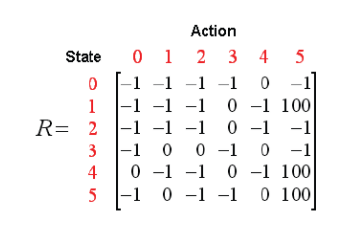 Action
State 0 1 2 3 4 5
0 -1 -1 -1 -1 0 -1
1 -1 -1 -1 0 -1 100
R= 2 -1 -1 -1 0 -1 -1
3 -1 0 0 -1 0 -1
4 0 -1 -1 0 -1 100
5 -1 0 -1 -1 0 100